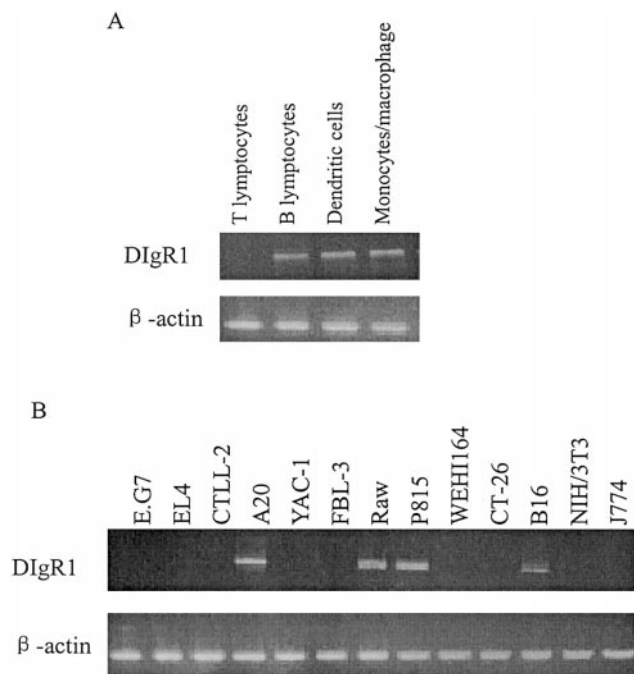 A
T lymptocytes
B lymptocytes
Dendritic cells
Monocytes/macrophage
DIgR1
β-actin
B
E.G7
EL4
CTLL-2
A20
YAC-1
FBL-3
Raw
P815
WEHI164
CT-26
B16
NIH/3T3
J774
DIgR1
β-actin